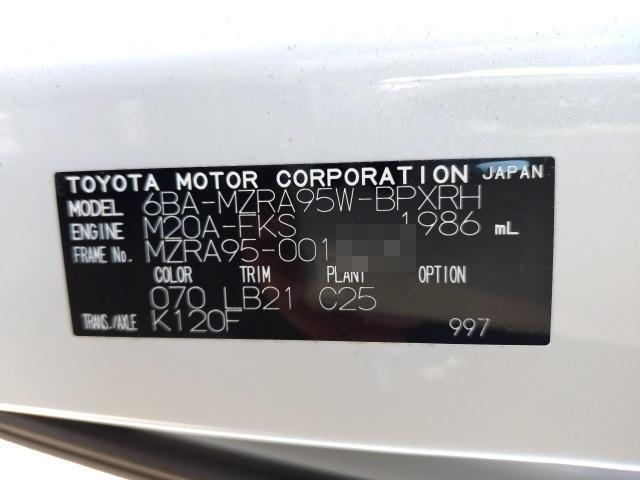 TOYOTA MOTOR CORPORATION JAPAN
MODEL 6BA-MZRA95W-BPXRH
ENGINE M20A-FKS 1986 mL
FRAME No. MZRA95-001
COLOR TRIM PLANT OPTION
070 LB21 C25
TRANS./AXLE K120F 997